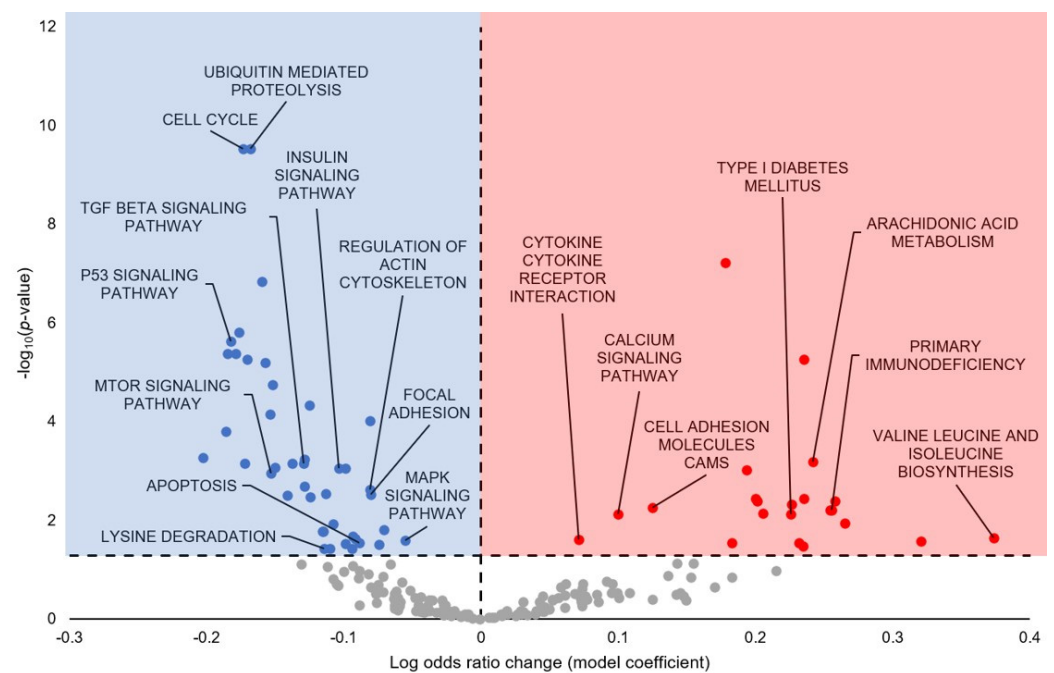 12
10
8
6
4
2
0
-log10(p-value)
UBIQUITIN MEDIATED
PROTEOLYSIS
CELL CYCLE
INSULIN
SIGNALING
PATHWAY
TGF BETA SIGNALING
PATHWAY
REGULATION OF
ACTIN
CYTOSKELETON
P53 SIGNALING
PATHWAY
MTOR SIGNALING
PATHWAY
FOCAL
ADHESION
APOPTOSIS
MAPK
SIGNALING
PATHWAY
LYSINE DEGRADATION
TYPE I DIABETES
MELLITUS
ARACHIDONIC ACID
METABOLISM
CYTOKINE
CYTOKINE
RECEPTOR
INTERACTION
CALCIUM
SIGNALING
PATHWAY
PRIMARY
IMMUNODEFICIENCY
CELL ADHESION
MOLECULES
CAMS
VALINE LEUCINE AND
ISOLEUCINE
BIOSYNTHESIS
-0.3 -0.2 -0.1 0 0.1 0.2 0.3 0.4
Log odds ratio change (model coefficient)